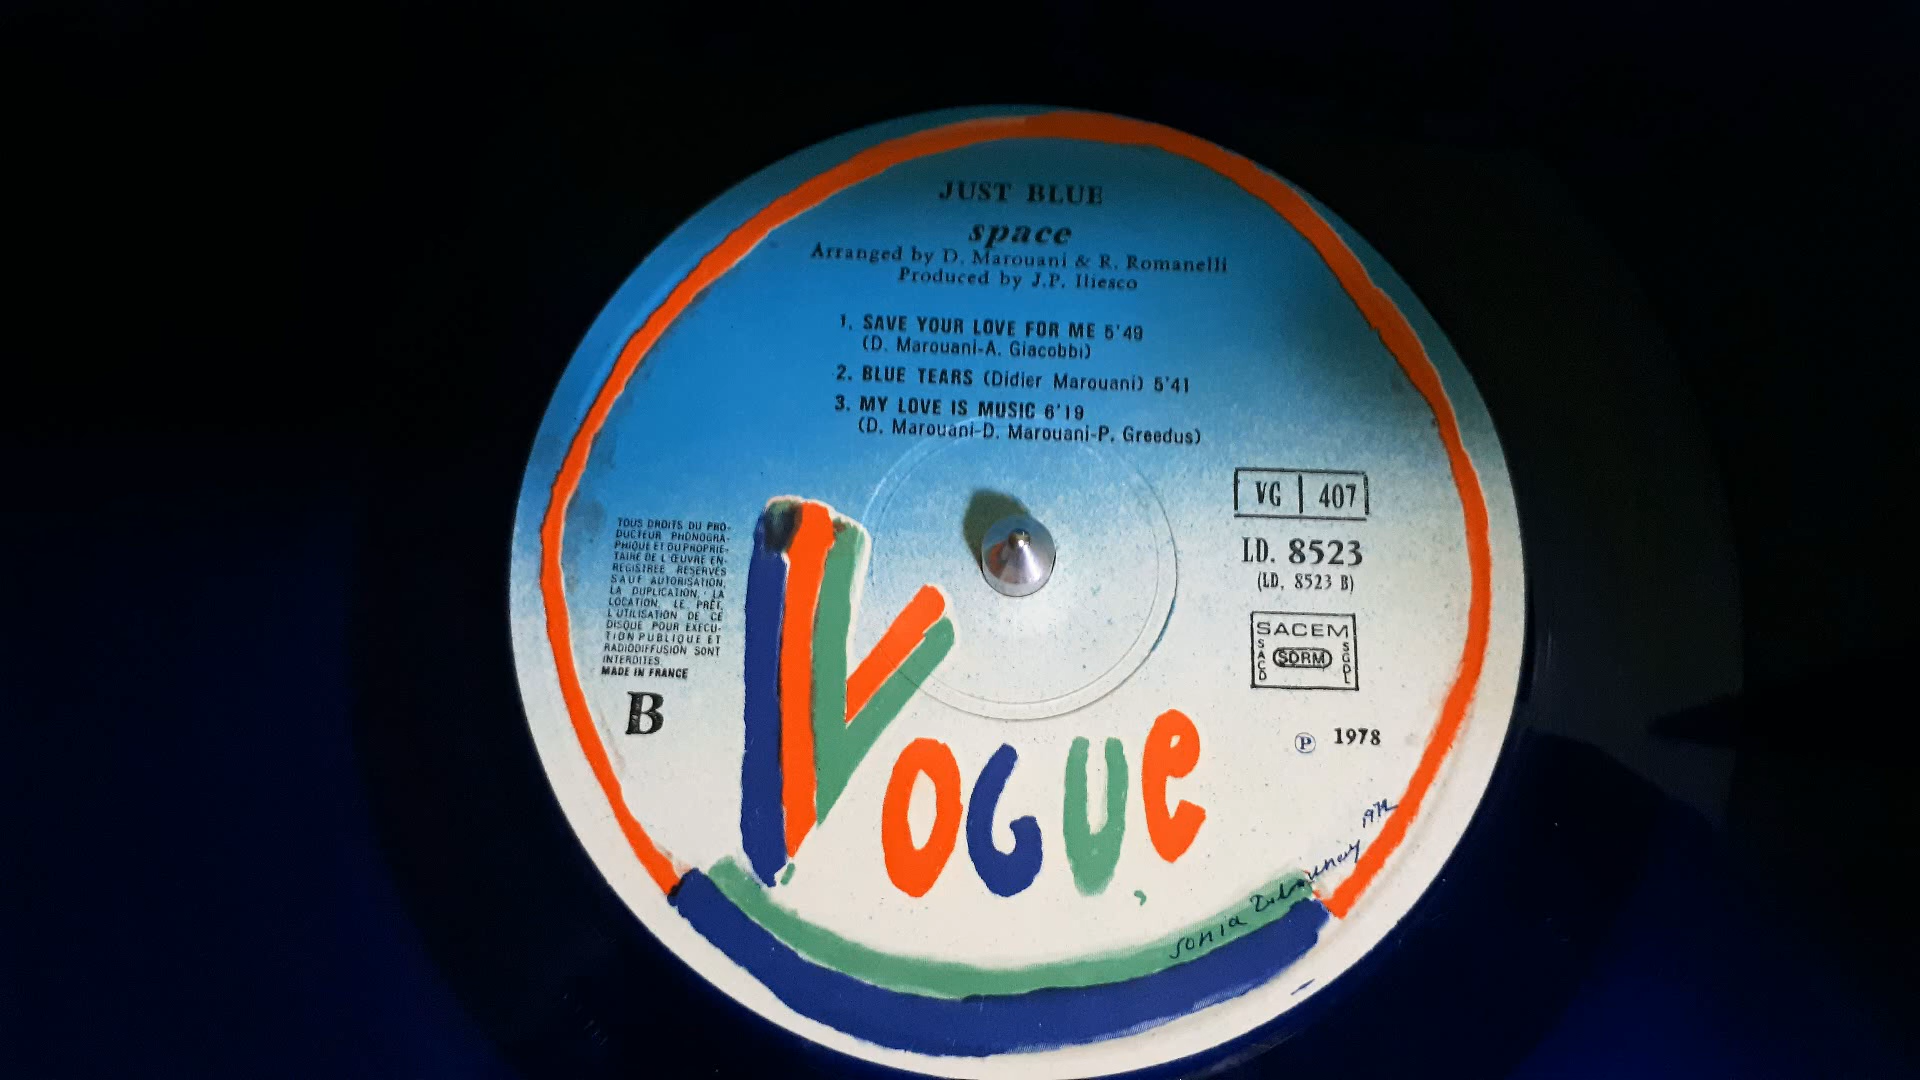 JUST BLUE
space
Arranged by D. Marouani & R. Romanelli
Produced by J.P. Iliesco
1. SAVE YOUR LOVE FOR ME 5'49
(D. Marouani-A. Giacobbi)
2. BLUE TEARS (Didier Marouani) 5'41
3. MY LOVE IS MUSIC 6'19
(D. Marouani-D. Marouani-P. Greedus)
TOUS DROITS DU PRO-
DUCTEUR PHONOGRA-
PHIQUE ET DU PROPRIE-
TAIRE DE L'ŒUVRE EN-
REGISTREE RESERVES
SAUF AUTORISATION,
LA DUPLICATION, LA
LOCATION, LE PRÊT,
L'UTILISATION DE CE
DISQUE POUR EXECU-
TION PUBLIQUE ET
RADIODIFFUSION SONT
INTERDITES.
MADE IN FRANCE
B
VG 407
LD. 8523
(LD. 8523 B)
SACEM
SACD
SDRM
SGDL
℗ 1978
VOGUE
sonia